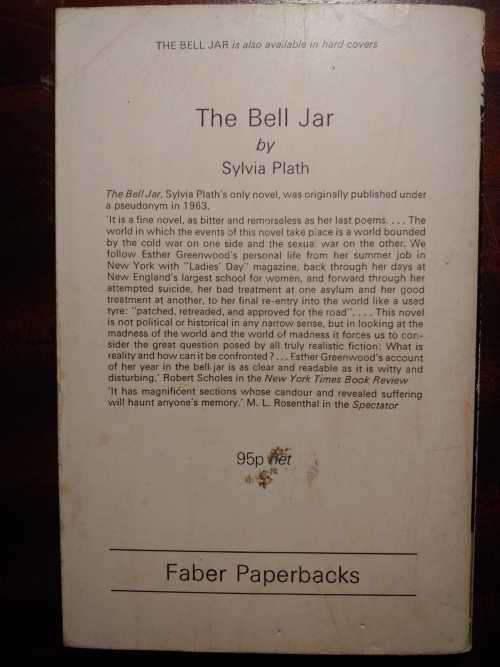 THE BELL JAR is also available in hard covers
The Bell Jar
by
Sylvia Plath
The Bell Jar, Sylvia Plath's only novel, was originally published under
a pseudonym in 1963.
'It is a fine novel, as bitter and remorseless as her last poems. . . . The
world in which the events of this novel take place is a world bounded
by the cold war on one side and the sexual war on the other. We
follow Esther Greenwood's personal life from her summer job in
New York with "Ladies' Day" magazine, back through her days at
New England's largest school for women, and forward through her
attempted suicide, her bad treatment at one asylum and her good
treatment at another, to her final re-entry into the world like a used
tyre: "patched, retreaded, and approved for the road". . . . This novel
is not political or historical in any narrow sense, but in looking at the
madness of the world and the world of madness it forces us to con-
sider the great question posed by all truly realistic fiction: What is
reality and how can it be confronted? . . . Esther Greenwood's account
of her year in the bell-jar is as clear and readable as it is witty and
disturbing.' Robert Scholes in the New York Times Book Review
'It has magnificent sections whose candour and revealed suffering
will haunt anyone's memory.' M. L. Rosenthal in the Spectator
95p net
Faber Paperbacks